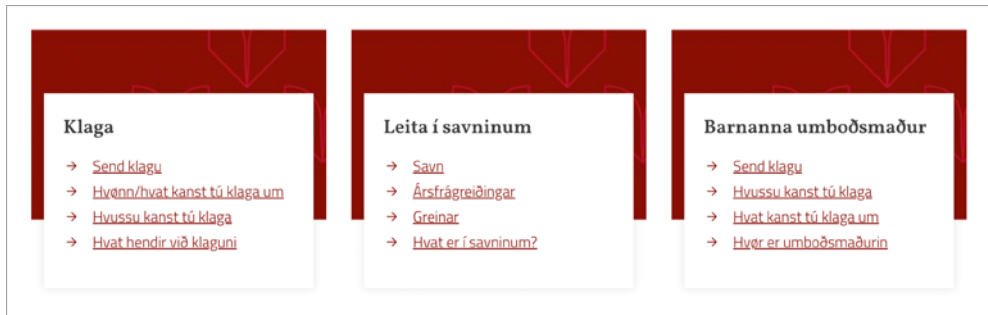 Klaga
→ Send klagu
→ Hvønn/hvat kanst tú klaga um
→ Hvussu kanst tú klaga
→ Hvat hendir við klaguni
Leita í savninum
→ Savn
→ Ársfrágreiðingar
→ Greinar
→ Hvat er í savninum?
Barnanna umboðsmaður
→ Send klagu
→ Hvussu kanst tú klaga
→ Hvat kanst tú klaga um
→ Hvør er umboðsmaðurin